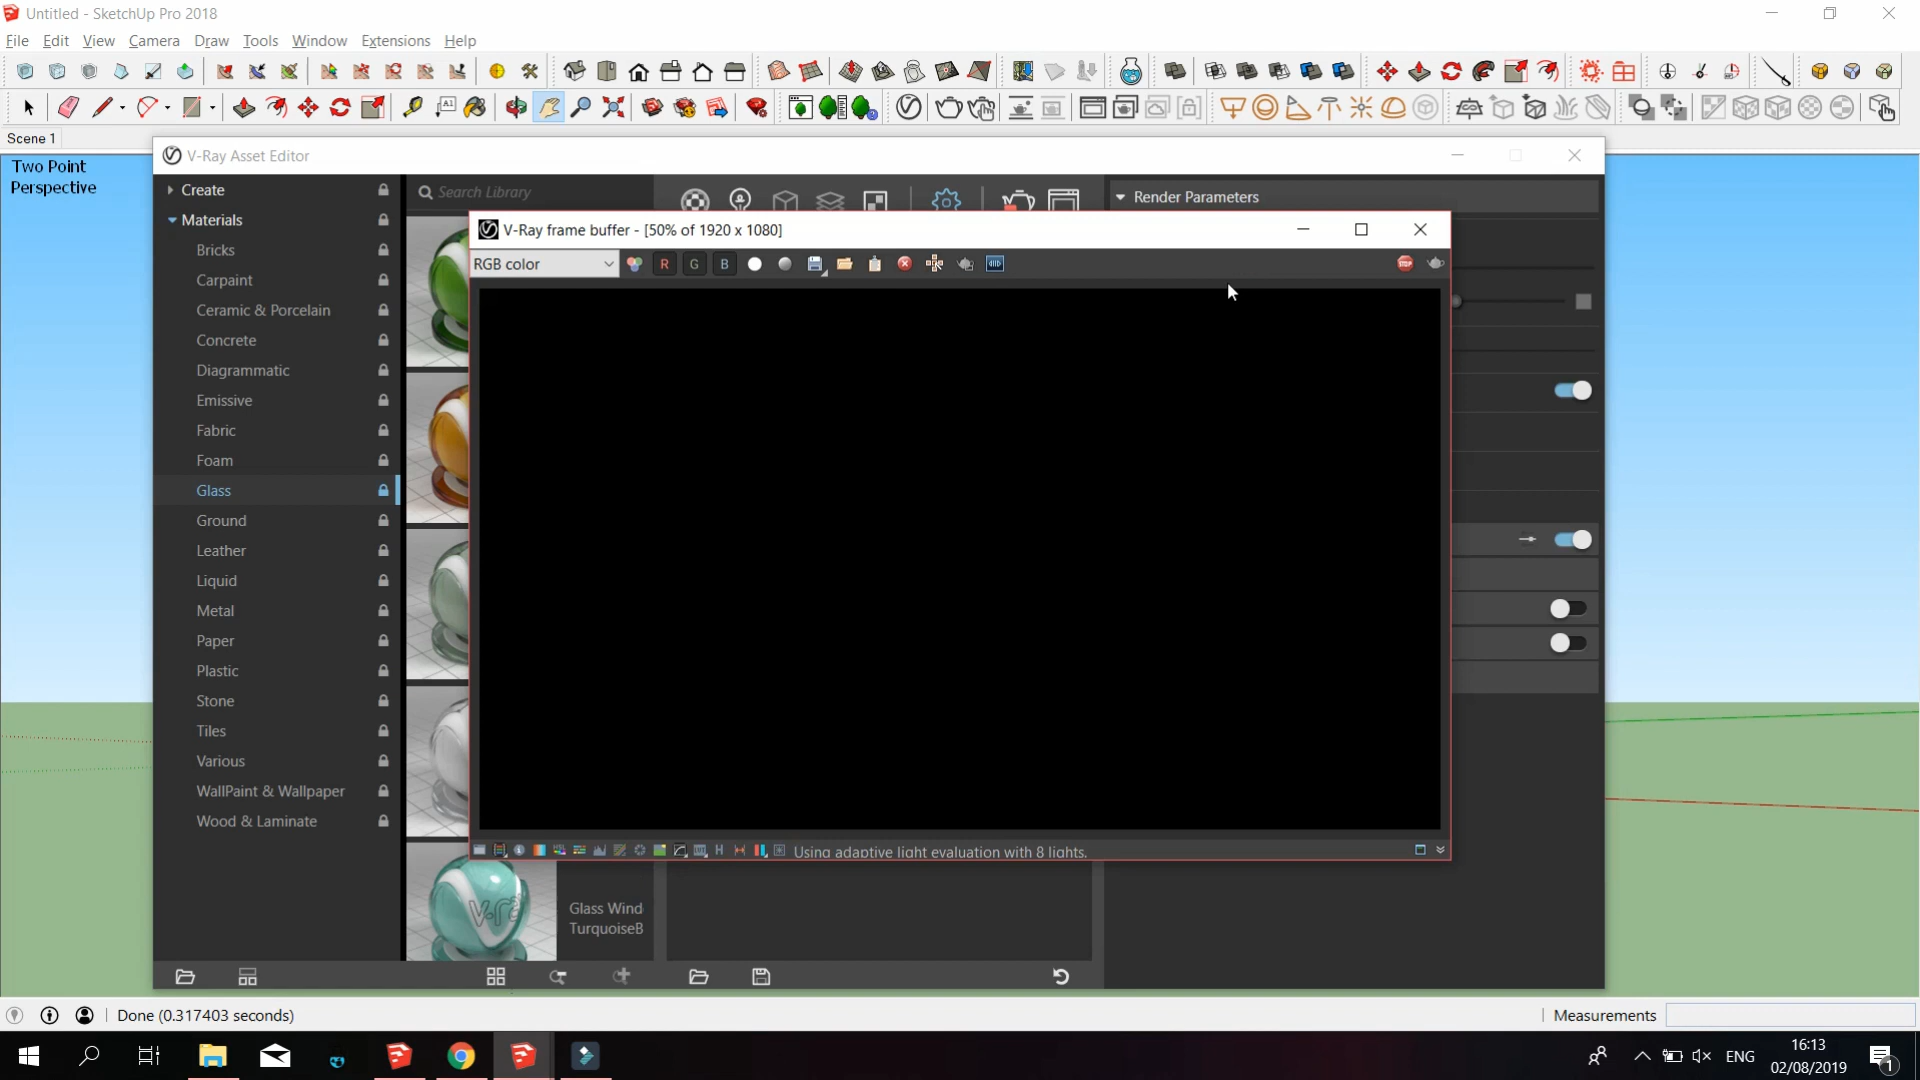 Untitled - SketchUp Pro 2018
File Edit View Camera Draw Tools Window Extensions Help
Scene 1
Two Point
Perspective
V-Ray Asset Editor
Create
Search Library
Render Parameters
Materials
V-Ray frame buffer - [50% of 1920 x 1080]
RGB color R G B STOP
Bricks
Carpaint
Ceramic & Porcelain
Concrete
Diagrammatic
Emissive
Fabric
Foam
Glass
Ground
Leather
Liquid
Metal
Paper
Plastic
Stone
Tiles
Various
WallPaint & Wallpaper
Wood & Laminate
H Using adaptive light evaluation with 8 lights.
Glass Wind
TurquoiseB
Done (0.317403 seconds)
Measurements
ENG
16:13
02/08/2019
1